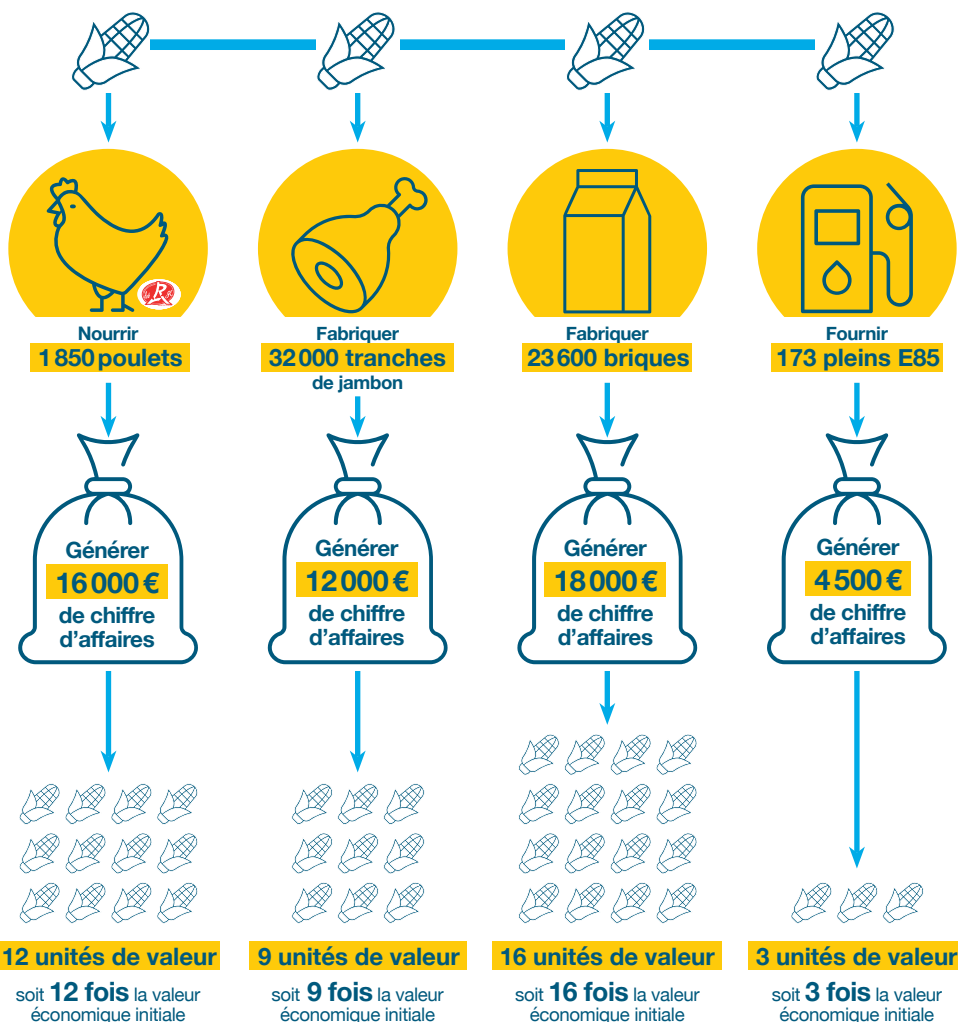 Nourrir
1 850 poulets
Générer
16 000 €
de chiffre
d'affaires
12 unités de valeur
soit 12 fois la valeur
économique initiale
Fabriquer
32 000 tranches
de jambon
Générer
12 000 €
de chiffre
d'affaires
9 unités de valeur
soit 9 fois la valeur
économique initiale
Fabriquer
23 600 briques
Générer
18 000 €
de chiffre
d'affaires
16 unités de valeur
soit 16 fois la valeur
économique initiale
Fournir
173 pleins E85
Générer
4 500 €
de chiffre
d'affaires
3 unités de valeur
soit 3 fois la valeur
économique initiale